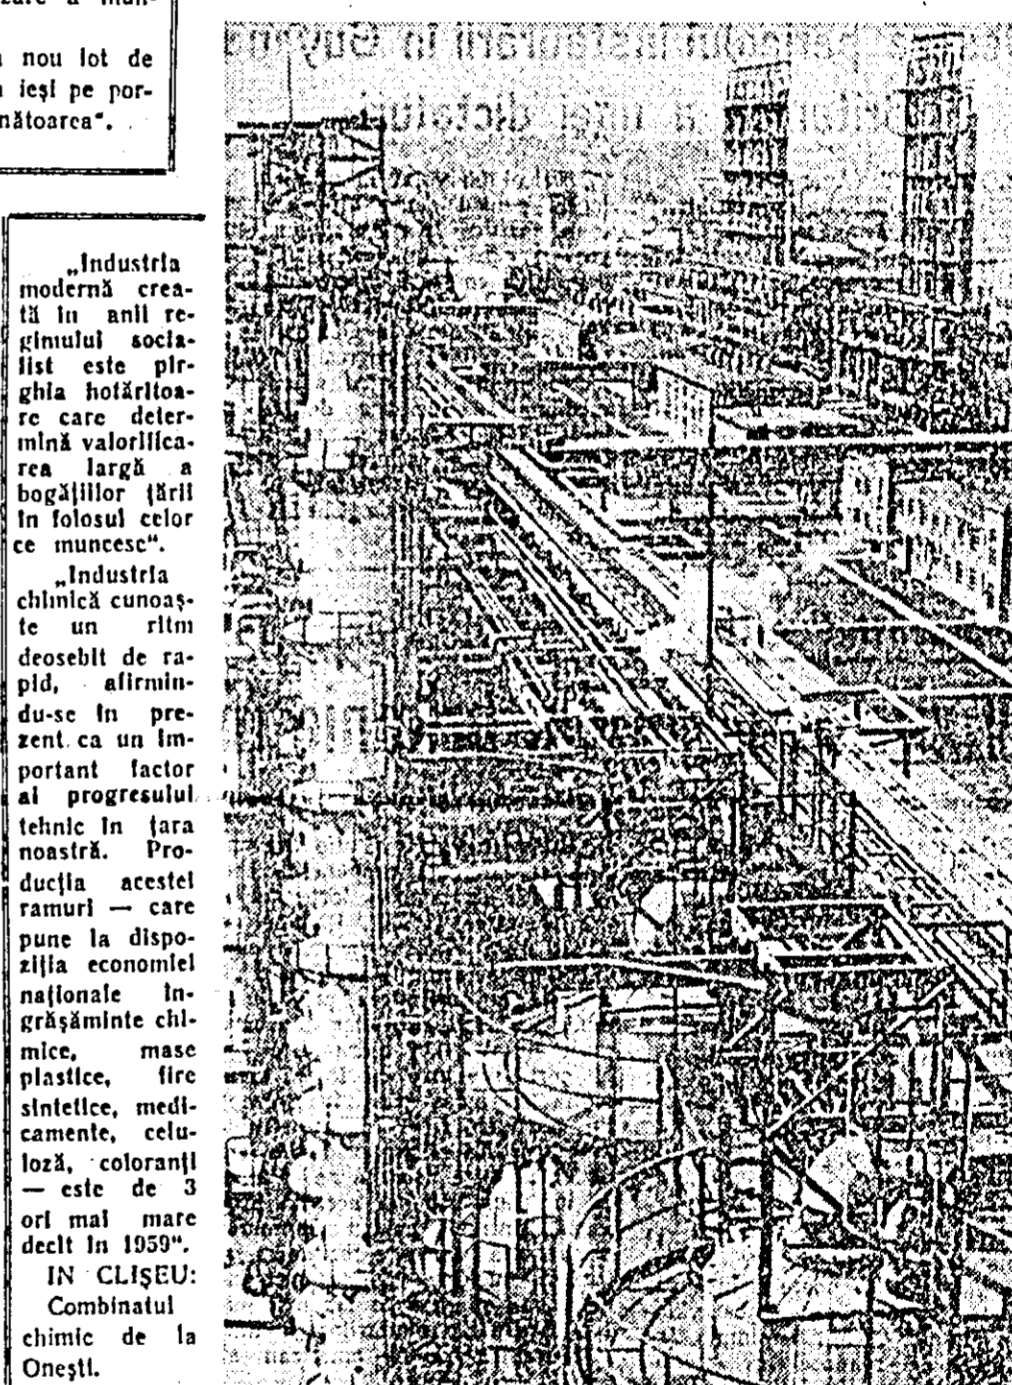 nou lot de
ieşi pe por-
nătoarea“.
„Industria
modernă crea-
tă în anii re-
gimului socia-
list este pîr-
ghia hotărîtoa-
re care deter-
mină valorifica-
rea largă a
bogăţiilor ţării
în folosul celor
ce muncesc“.
„Industria
chimică cunoaş-
te un ritm
deosebit de ra-
pid, afirmîn-
du-se în pre-
zent ca un im-
portant factor
al progresului
tehnic în ţara
noastră. Pro-
ducţia acestei
ramuri — care
pune la dispo-
ziţia economiei
naţionale în-
grăşăminte chi-
mice, mase
plastice, fire
sintetice, medi-
camente, celu-
loză, coloranţi
— este de 3
ori mai mare
decît în 1959“.
IN CLIŞEU:
Combinatul
chimic de la
Oneşti.